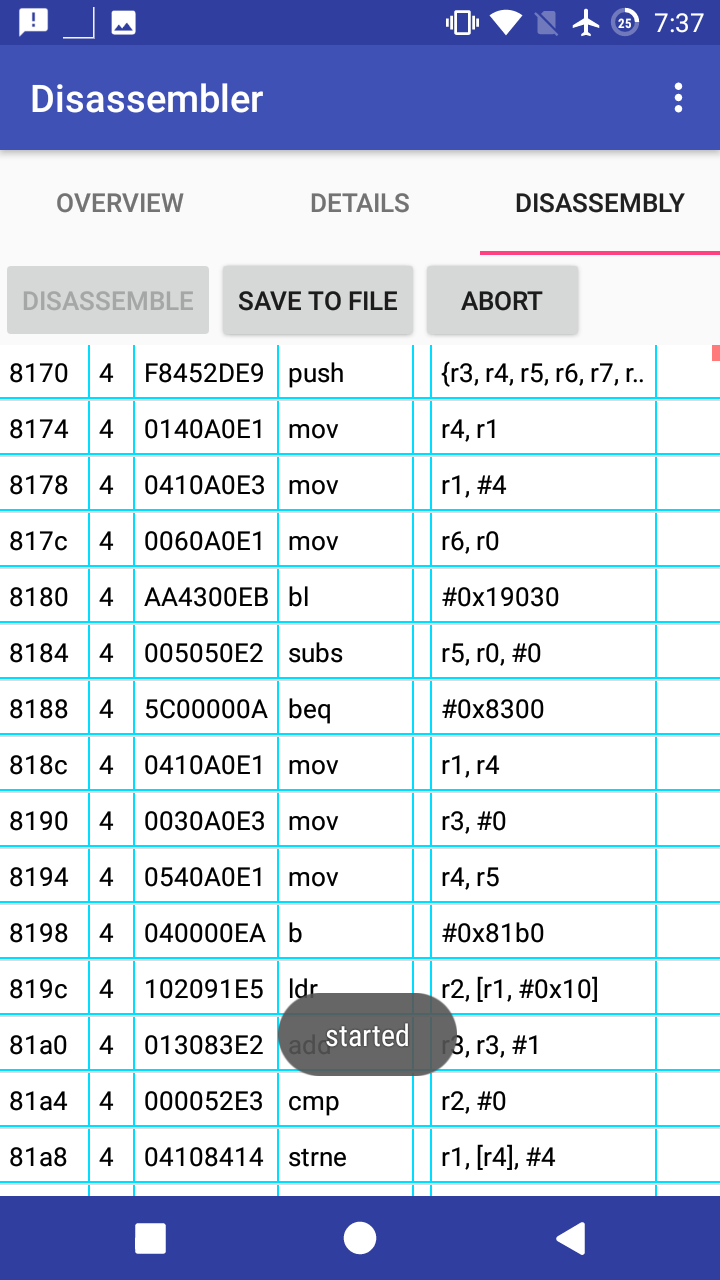 25 7:37
Disassembler
OVERVIEW DETAILS DISASSEMBLY
DISASSEMBLE SAVE TO FILE ABORT
8170 4 F8452DE9 push {r3, r4, r5, r6, r7, r..
8174 4 0140A0E1 mov r4, r1
8178 4 0410A0E3 mov r1, #4
817c 4 0060A0E1 mov r6, r0
8180 4 AA4300EB bl #0x19030
8184 4 005050E2 subs r5, r0, #0
8188 4 5C00000A beq #0x8300
818c 4 0410A0E1 mov r1, r4
8190 4 0030A0E3 mov r3, #0
8194 4 0540A0E1 mov r4, r5
8198 4 040000EA b #0x81b0
819c 4 102091E5 ldr r2, [r1, #0x10]
81a0 4 013083E2 add r3, r3, #1
started
81a4 4 000052E3 cmp r2, #0
81a8 4 04108414 strne r1, [r4], #4